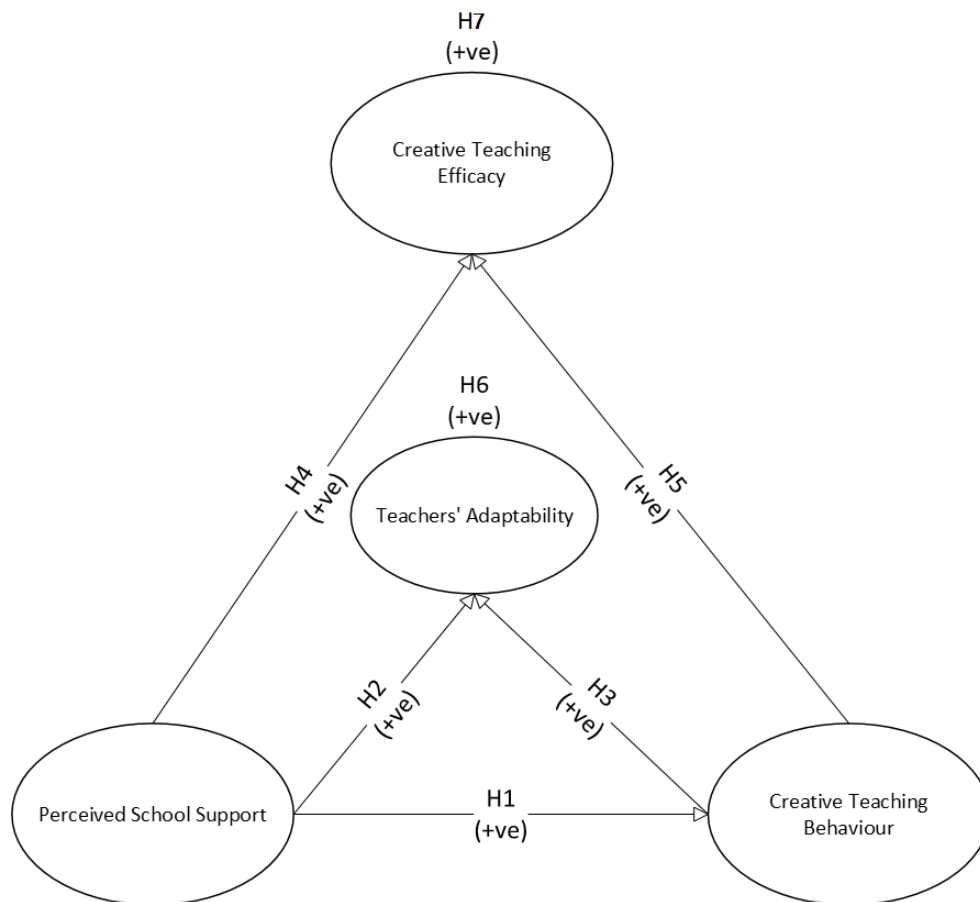 H7
(+ve)
Creative Teaching
Efficacy
H6
(+ve)
Teachers' Adaptability
H4
(+ve)
H5
(+ve)
H2
(+ve)
H3
(+ve)
Perceived School Support
H1
(+ve)
Creative Teaching
Behaviour